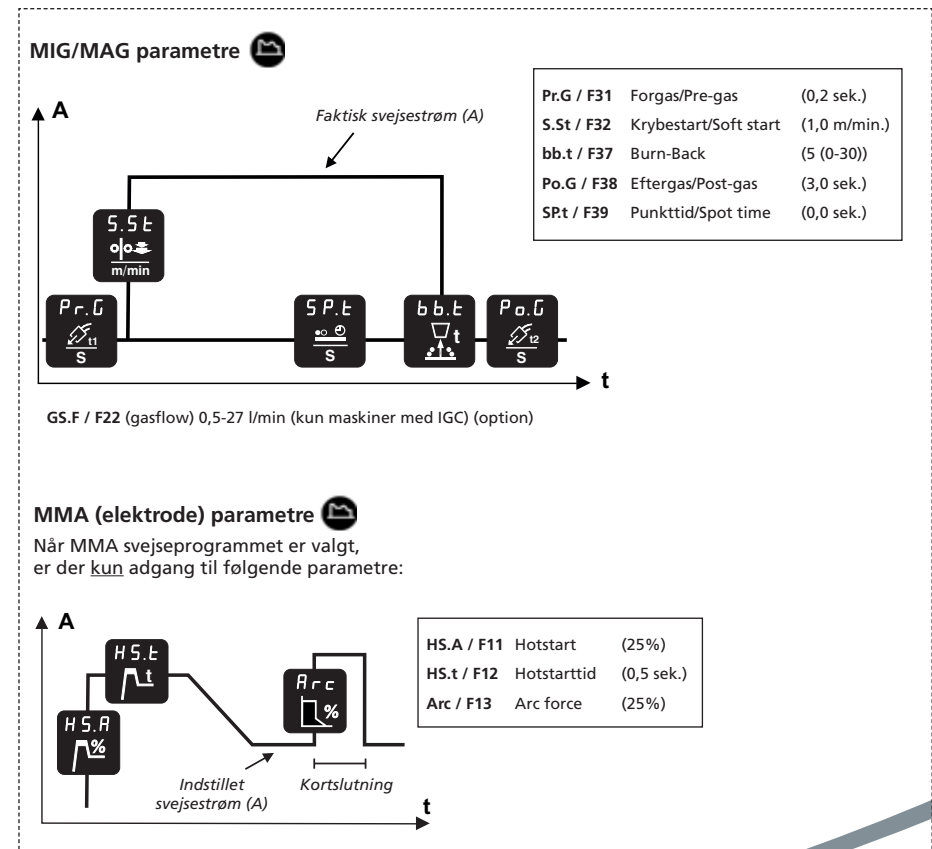 MIG/MAG parametre
A
Faktisk svejsestrøm (A)
Pr.G / F31 Forgas/Pre-gas (0,2 sek.)
S.St / F32 Krybestart/Soft start (1,0 m/min.)
bb.t / F37 Burn-Back (5 (0-30))
Po.G / F38 Eftergas/Post-gas (3,0 sek.)
SP.t / F39 Punkttid/Spot time (0,0 sek.)
S.St
m/min
Pr.G
t1
S
SP.t
S
bb.t
t
Po.G
t2
S
t
GS.F / F22 (gasflow) 0,5-27 l/min (kun maskiner med IGC) (option)
MMA (elektrode) parametre
Når MMA svejseprogrammet er valgt,
er der kun adgang til følgende parametre:
A
HS.t
t
HS.A
%
Arc
%
HS.A / F11 Hotstart (25%)
HS.t / F12 Hotstarttid (0,5 sek.)
Arc / F13 Arc force (25%)
Indstillet
svejsestrøm (A)
Kortslutning
t